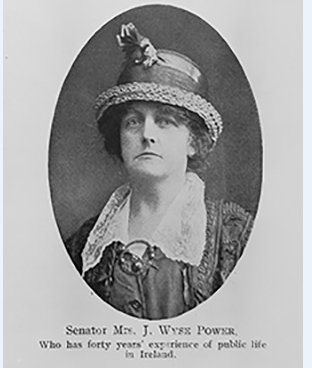 Senator Mrs. J. WYSE POWER,
Who has forty years' experience of public life
in Ireland.